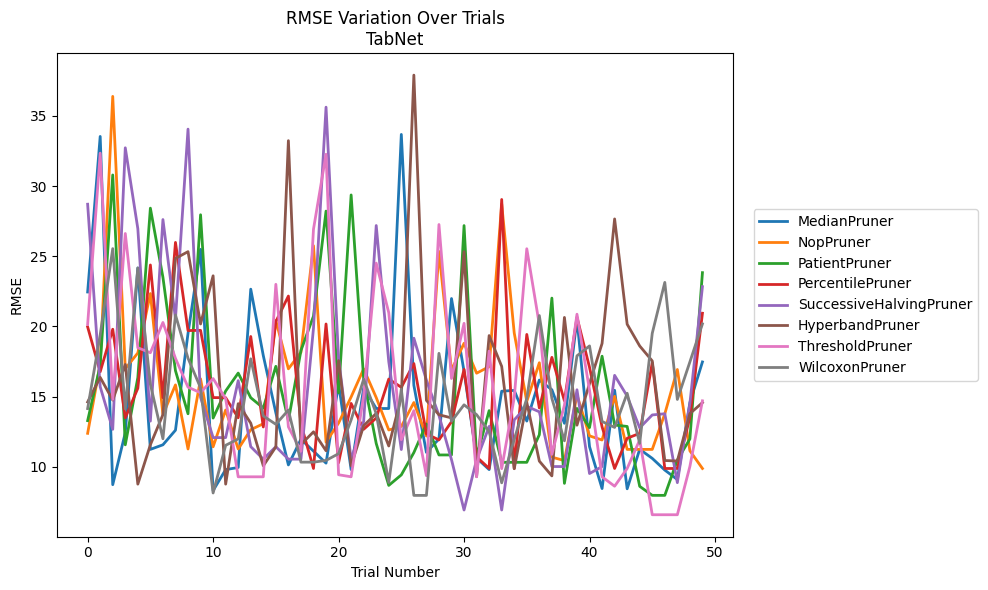 RMSE Variation Over Trials
TabNet
RMSE
35
30
25
20
15
10
0
10
20
30
40
50
Trial Number
MedianPruner
NopPruner
PatientPruner
PercentilePruner
SuccessiveHalvingPruner
HyperbandPruner
ThresholdPruner
WilcoxonPruner